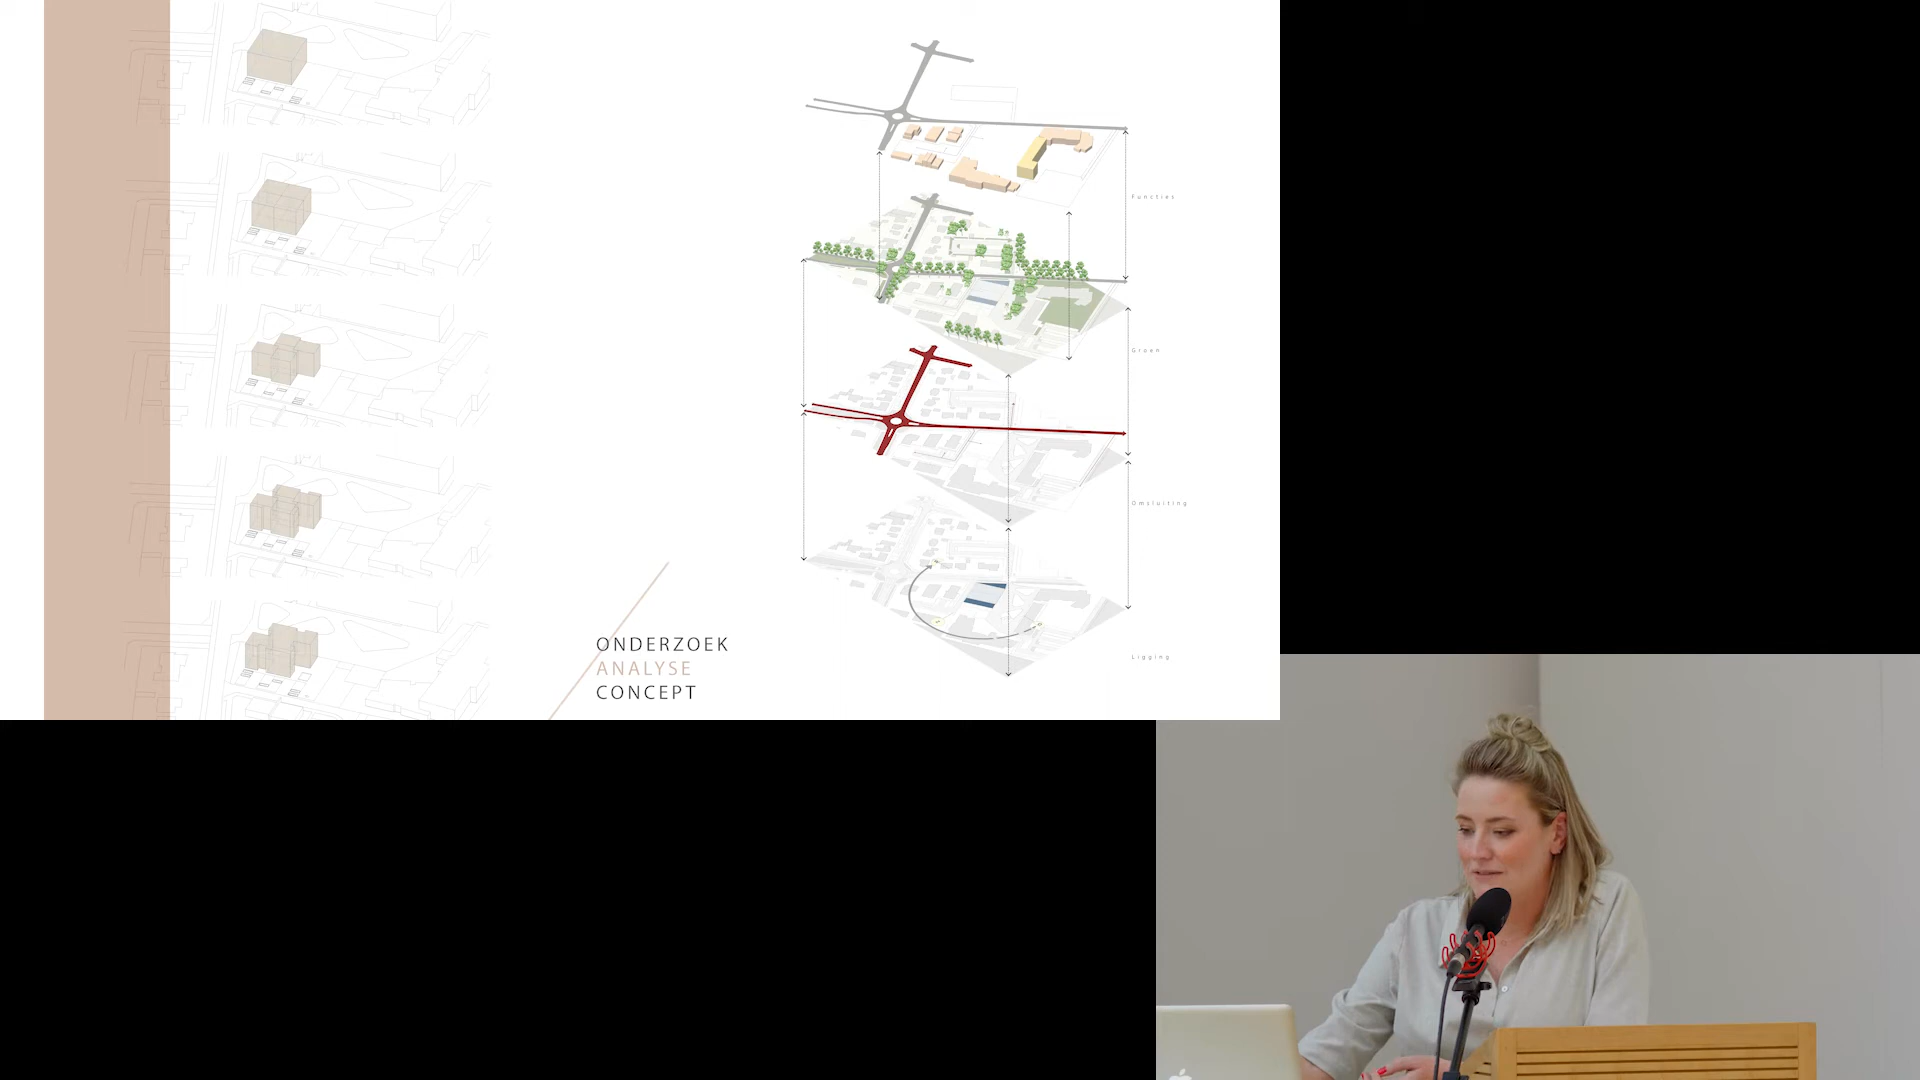 Functies
Groen
Omsluiting
Ligging
ONDERZOEK
ANALYSE
CONCEPT